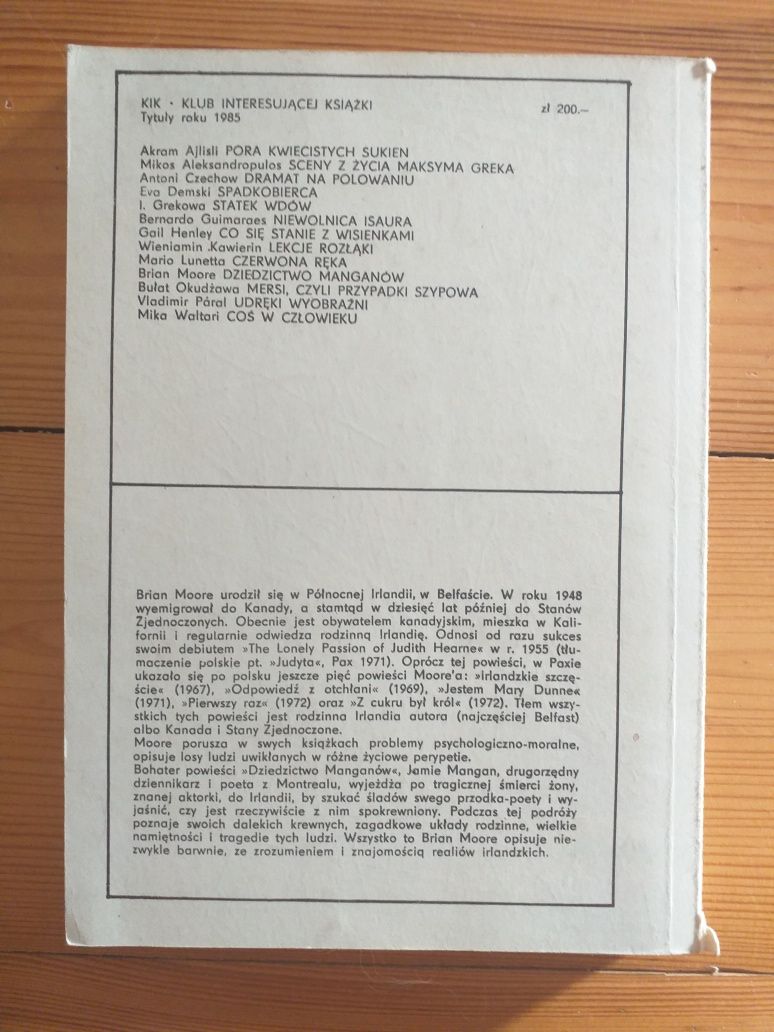 KIK · KLUB INTERESUJĄCEJ KSIĄŻKI
zł 200.—
Tytuły roku 1985
Akram Ajlisli PORA KWIECISTYCH SUKIEN
Mikos Aleksandropulos SCENY Z ŻYCIA MAKSYMA GREKA
Antoni Czechow DRAMAT NA POLOWANIU
Eva Demski SPADKOBIERCA
I. Grekowa STATEK WDÓW
Bernardo Guimaraes NIEWOLNICA ISAURA
Gail Henley CO SIĘ STANIE Z WISIENKAMI
Wieniamin .Kawierin LEKCJE ROZŁĄKI
Mario Lunetta CZERWONA RĘKA
Brian Moore DZIEDZICTWO MANGANÓW
Bułat Okudżawa MERSI, CZYLI PRZYPADKI SZYPOWA
Vladimir Páral UDRĘKI WYOBRAŹNI
Mika Waltari COŚ W CZŁOWIEKU
Brian Moore urodził się w Północnej Irlandii, w Belfaście. W roku 1948
wyemigrował do Kanady, a stamtąd w dziesięć lat później do Stanów
Zjednoczonych. Obecnie jest obywatelem kanadyjskim, mieszka w Kali-
fornii i regularnie odwiedza rodzinną Irlandię. Odnosi od razu sukces
swoim debiutem »The Lonely Passion of Judith Hearne« w r. 1955 (tłu-
maczenie polskie pt. »Judyta«, Pax 1971). Oprócz tej powieści, w Paxie
ukazało się po polsku jeszcze pięć powieści Moore'a: »Irlandzkie szczę-
ście« (1967), »Odpowiedź z otchłani« (1969), »Jestem Mary Dunne«
(1971), »Pierwszy raz« (1972) oraz »Z cukru był król« (1972). Tłem wszy-
stkich tych powieści jest rodzinna Irlandia autora (najczęściej Belfast)
albo Kanada i Stany Zjednoczone.
Moore porusza w swych książkach problemy psychologiczno-moralne,
opisuje losy ludzi uwikłanych w różne życiowe perypetie.
Bohater powieści »Dziedzictwo Manganów«, Jamie Mangan, drugorzędny
dziennikarz i poeta z Montrealu, wyjeżdża po tragicznej śmierci żony,
znanej aktorki, do Irlandii, by szukać śladów swego przodka-poety i wy-
jaśnić, czy jest rzeczywiście z nim spokrewniony. Podczas tej podróży
poznaje swoich dalekich krewnych, zagadkowe układy rodzinne, wielkie
namiętności i tragedie tych ludzi. Wszystko to Brian Moore opisuje nie-
zwykle barwnie, ze zrozumieniem i znajomością realiów irlandzkich.